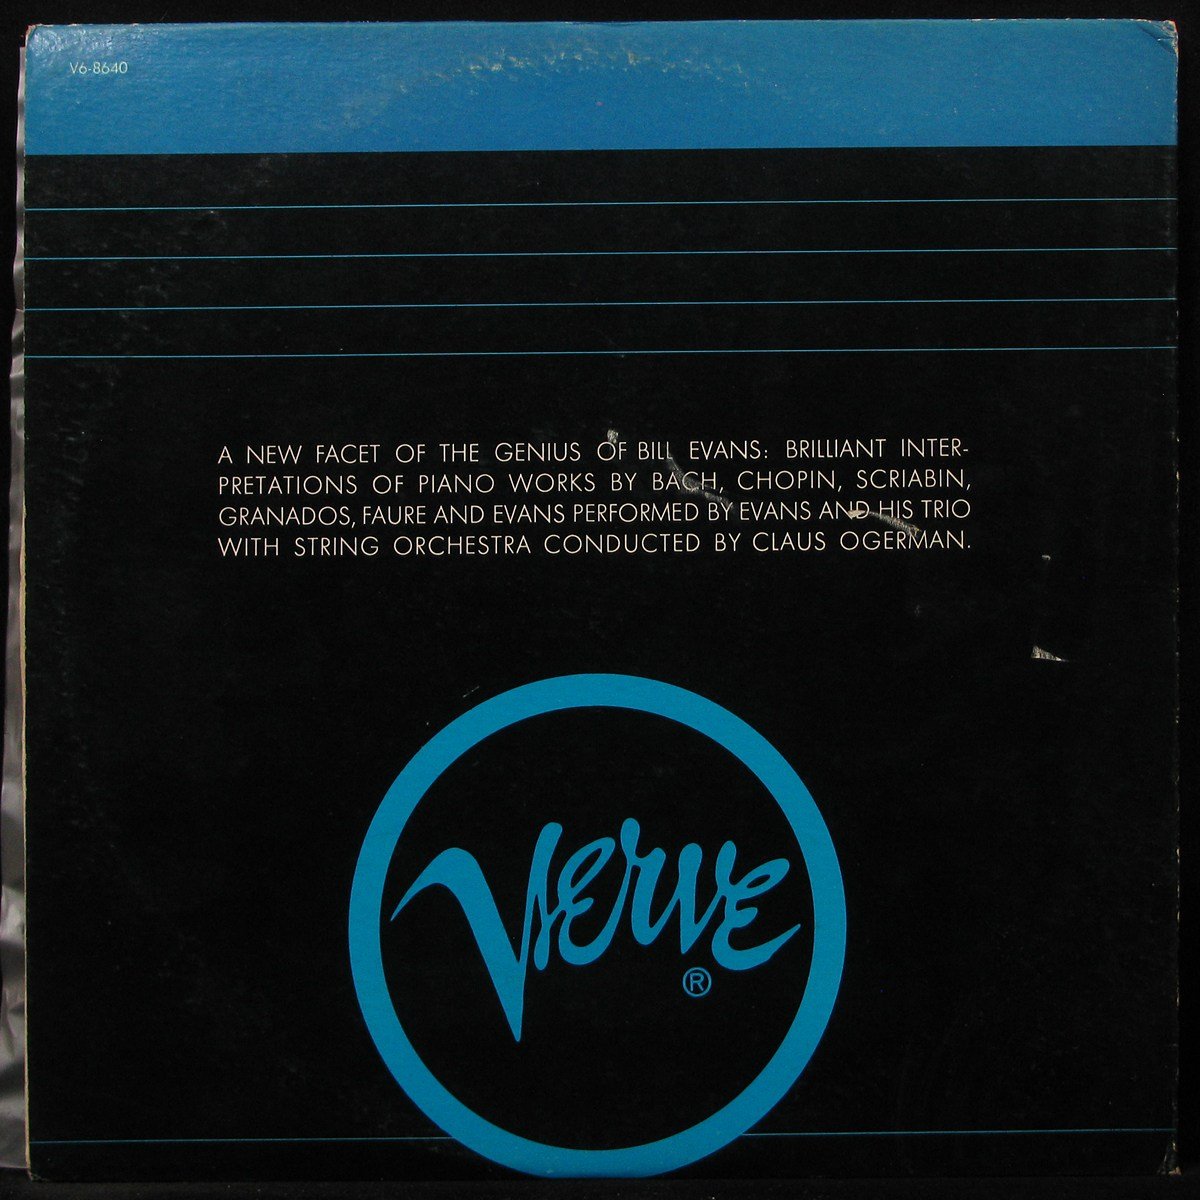 V6-8640
A NEW FACET OF THE GENIUS OF BILL EVANS: BRILLIANT INTER-
PRETATIONS OF PIANO WORKS BY BACH, CHOPIN, SCRIABIN,
GRANADOS, FAURE AND EVANS PERFORMED BY EVANS AND HIS TRIO
WITH STRING ORCHESTRA CONDUCTED BY CLAUS OGERMAN.
Verve
®